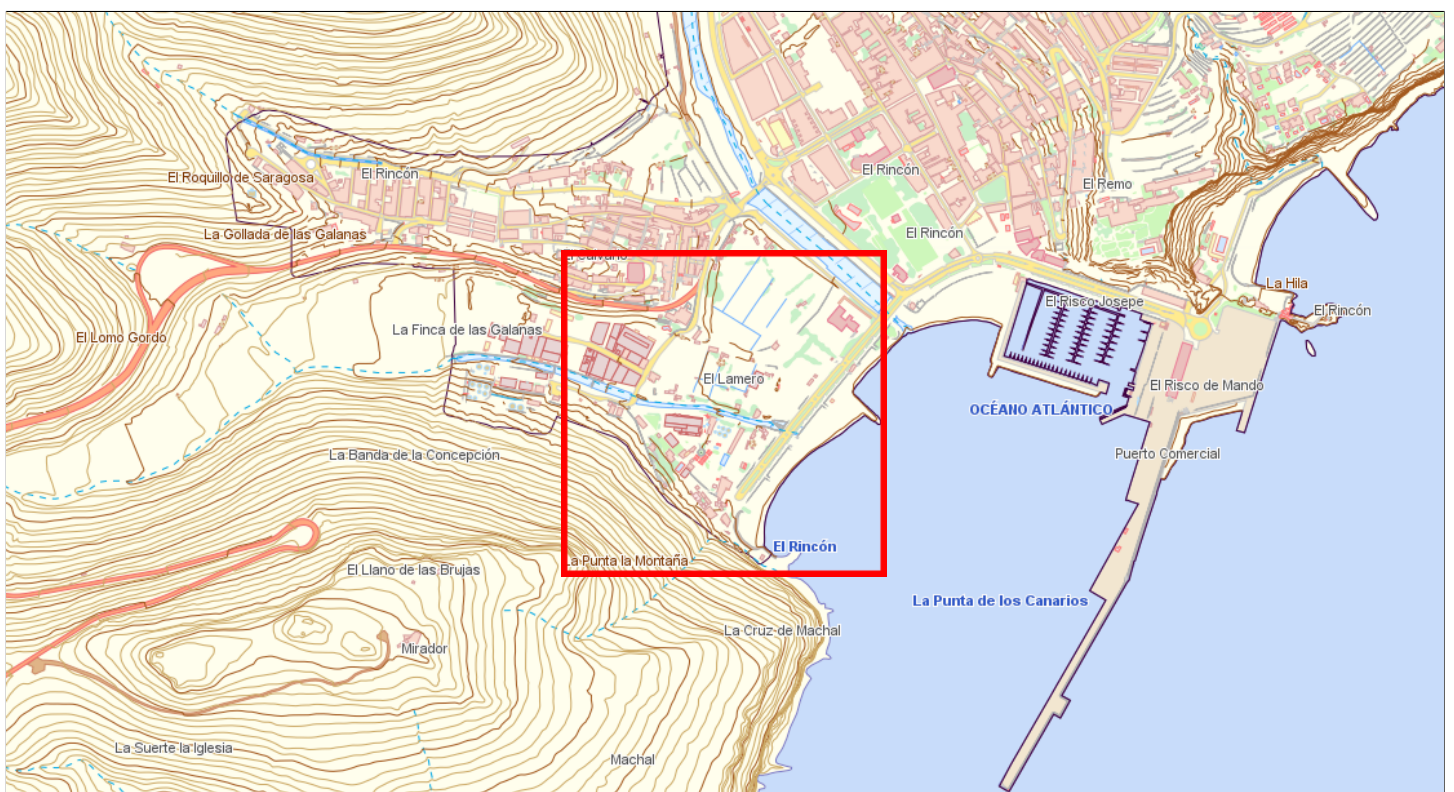 El Rincón
El Roquillo de Saragosa
El Rincón
El Remo
La Gollada de las Galanas
El Rincón
El Calvario
La Hila
El Risco Josepe
El Rincón
La Finca de las Galanas
El Lomo Gordo
El Lamero
El Risco de Mando
OCÉANO ATLÁNTICO
La Banda de la Concepción
Puerto Comercial
El Rincón
La Punta la Montaña
El Llano de las Brujas
La Punta de los Canarios
La Cruz de Machal
Mirador
La Suerte la Iglesia
Machal